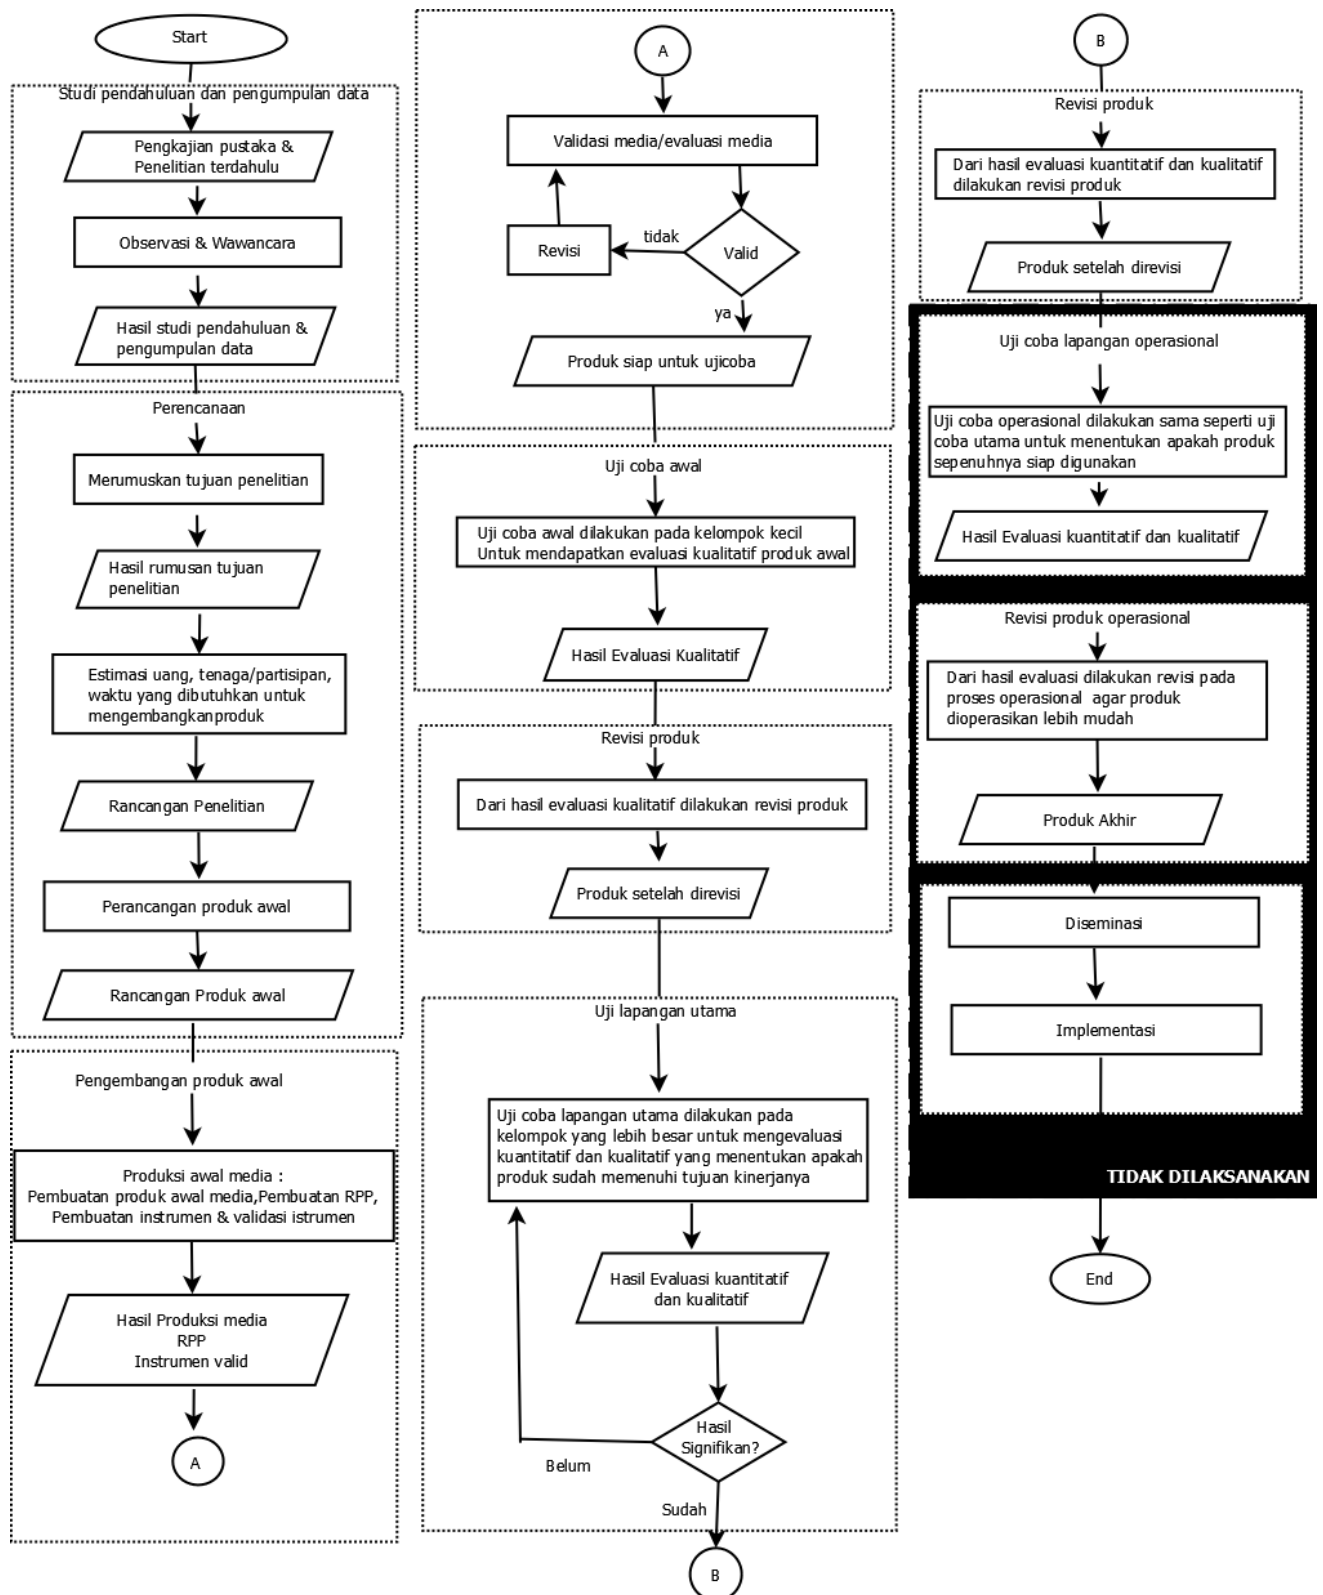 Start
Studi pendahuluan dan pengumpulan data
Pengkajian pustaka &
Penelitian terdahulu
Observasi & Wawancara
Hasil studi pendahuluan &
pengumpulan data
Perencanaan
Merumuskan tujuan penelitian
Hasil rumusan tujuan
penelitian
Estimasi uang, tenaga/partisipan,
waktu yang dibutuhkan untuk
mengembangkanproduk
Rancangan Penelitian
Perancangan produk awal
Rancangan Produk awal
Pengembangan produk awal
Produksi awal media :
Pembuatan produk awal media,Pembuatan RPP,
Pembuatan instrumen & validasi istrumen
Hasil Produksi media
RPP
Instrumen valid
A
A
Validasi media/evaluasi media
Revisi
tidak
Valid
ya
Produk siap untuk ujicoba
Uji coba awal
Uji coba awal dilakukan pada kelompok kecil
Untuk mendapatkan evaluasi kualitatif produk awal
Hasil Evaluasi Kualitatif
Revisi produk
Dari hasil evaluasi kualitatif dilakukan revisi produk
Produk setelah direvisi
Uji lapangan utama
Uji coba lapangan utama dilakukan pada
kelompok yang lebih besar untuk mengevaluasi
kuantitatif dan kualitatif yang menentukan apakah
produk sudah memenuhi tujuan kinerjanya
Hasil Evaluasi kuantitatif
dan kualitatif
Hasil
Signifikan?
Belum
Sudah
B
B
Revisi produk
Dari hasil evaluasi kuantitatif dan kualitatif
dilakukan revisi produk
Produk setelah direvisi
Uji coba lapangan operasional
Uji coba operasional dilakukan sama seperti uji
coba utama untuk menentukan apakah produk
sepenuhnya siap digunakan
Hasil Evaluasi kuantitatif dan kualitatif
Revisi produk operasional
Dari hasil evaluasi dilakukan revisi pada
proses operasional agar produk
dioperasikan lebih mudah
Produk Akhir
Diseminasi
Implementasi
TIDAK DILAKSANAKAN
End